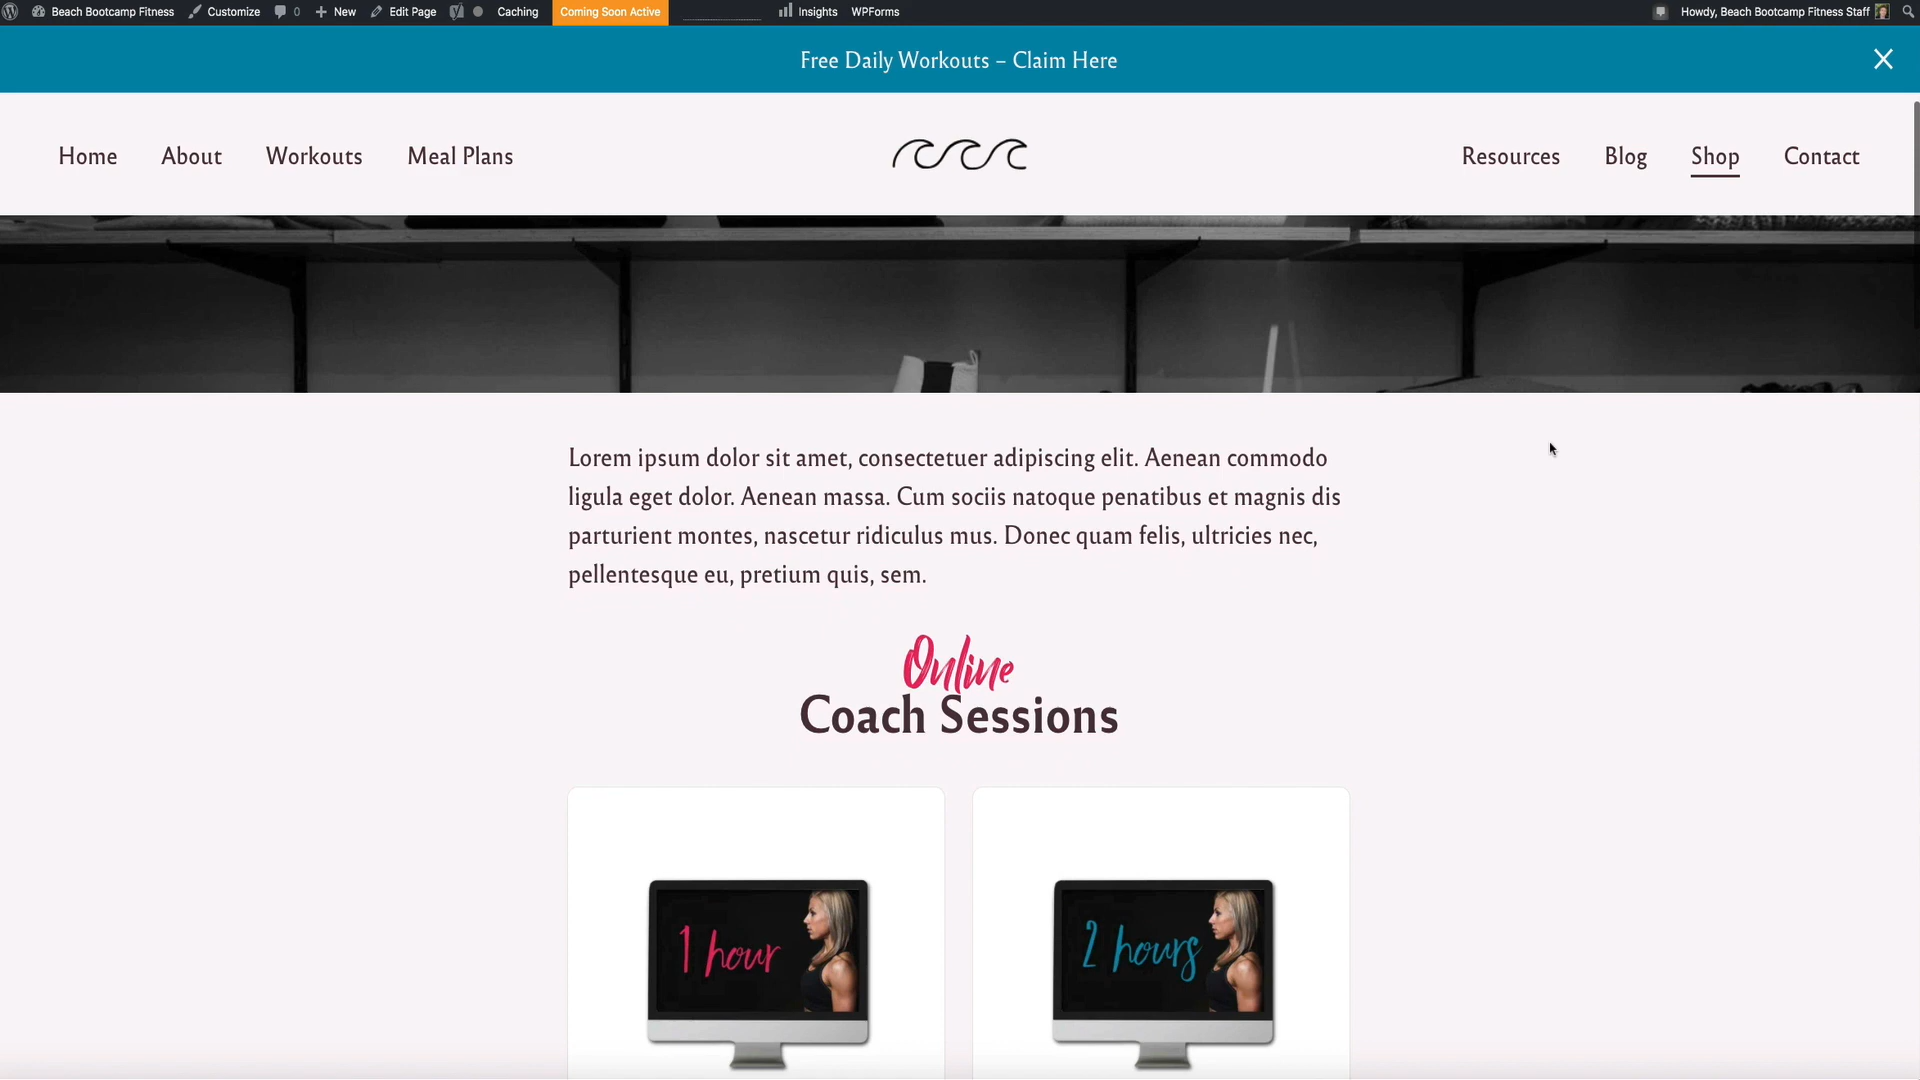 Beach Bootcamp Fitness Customize 0 New Edit Page Caching Coming Soon Active Insights WPForms Howdy, Beach Bootcamp Fitness Staff
Free Daily Workouts – Claim Here
Home About Workouts Meal Plans Resources Blog Shop Contact
Lorem ipsum dolor sit amet, consectetuer adipiscing elit. Aenean commodo
ligula eget dolor. Aenean massa. Cum sociis natoque penatibus et magnis dis
parturient montes, nascetur ridiculus mus. Donec quam felis, ultricies nec,
pellentesque eu, pretium quis, sem.
Online
Coach Sessions
1 hour 2 hours